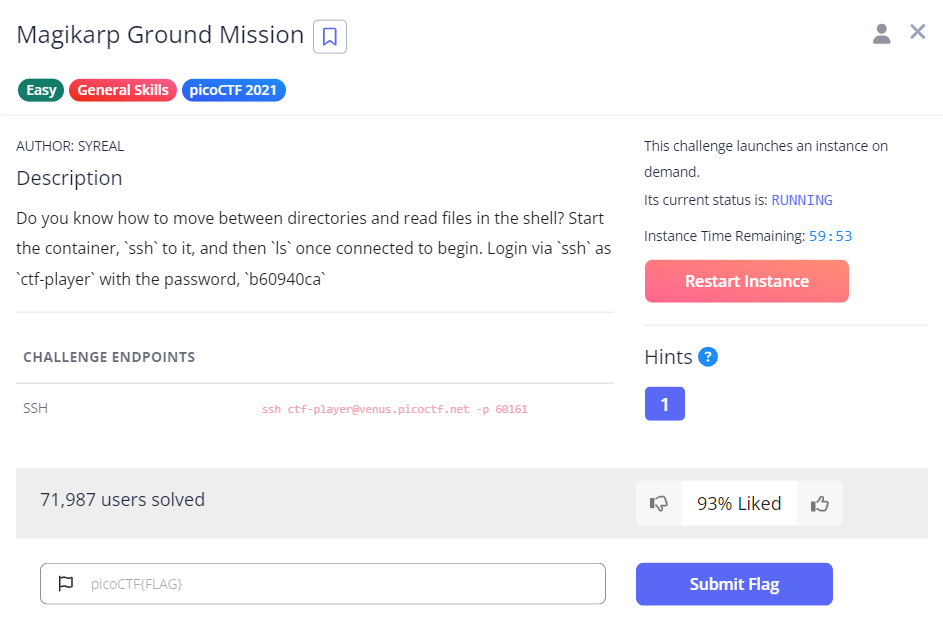 Magikarp Ground Mission
Easy General Skills picoCTF 2021
AUTHOR: SYREAL
Description
Do you know how to move between directories and read files in the shell? Start
the container, `ssh` to it, and then `ls` once connected to begin. Login via `ssh` as
`ctf-player` with the password, `b60940ca`
This challenge launches an instance on
demand.
Its current status is: RUNNING
Instance Time Remaining: 59:53
Restart Instance
CHALLENGE ENDPOINTS
SSH ssh ctf-player@venus.picoctf.net -p 60161
Hints ?
1
71,987 users solved
93% Liked
picoCTF{FLAG}
Submit Flag